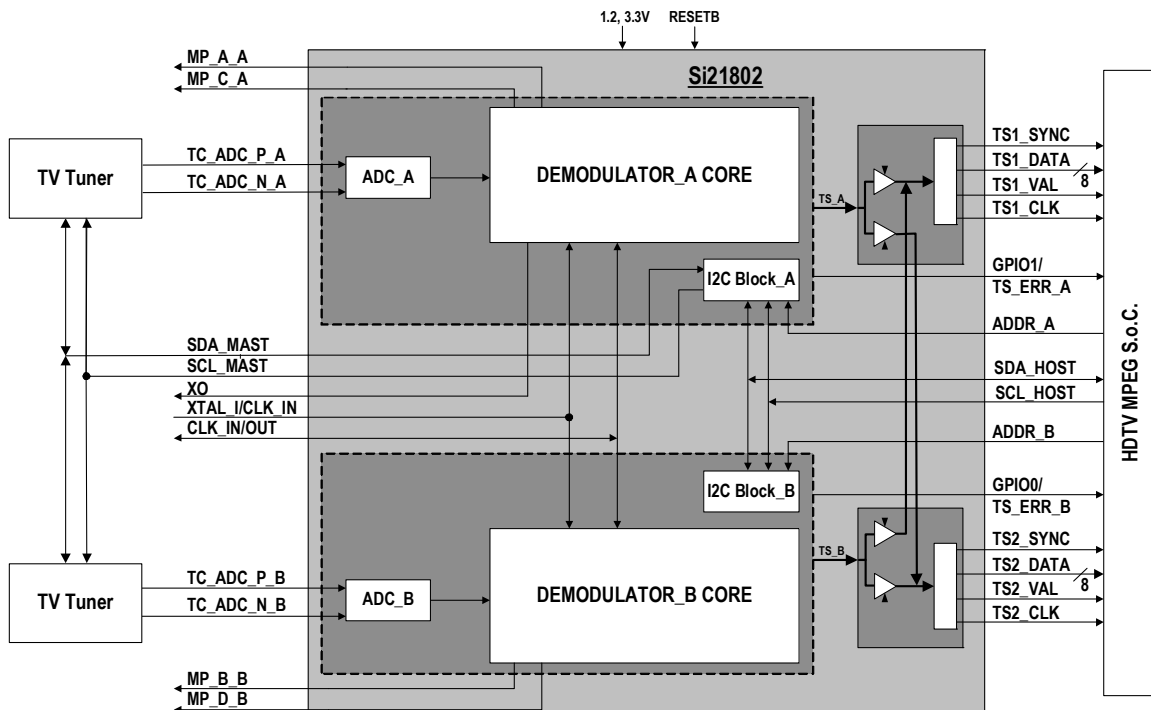 1.2, 3.3V
RESETB
Si21802
MP_A_A
MP_C_A
TV Tuner
TC_ADC_P_A
TC_ADC_N_A
ADC_A
DEMODULATOR_A CORE
TS_A
TS1_SYNC
TS1_DATA
8
TS1_VAL
TS1_CLK
I2C Block_A
GPIO1/
TS_ERR_A
ADDR_A
SDA_MAST
SCL_MAST
SDA_HOST
XO
SCL_HOST
XTAL_I/CLK_IN
CLK_IN/OUT
ADDR_B
HDTV MPEG S.o.C.
I2C Block_B
GPIO0/
TS_ERR_B
TV Tuner
TC_ADC_P_B
TC_ADC_N_B
ADC_B
DEMODULATOR_B CORE
TS_B
TS2_SYNC
TS2_DATA
8
TS2_VAL
TS2_CLK
MP_B_B
MP_D_B